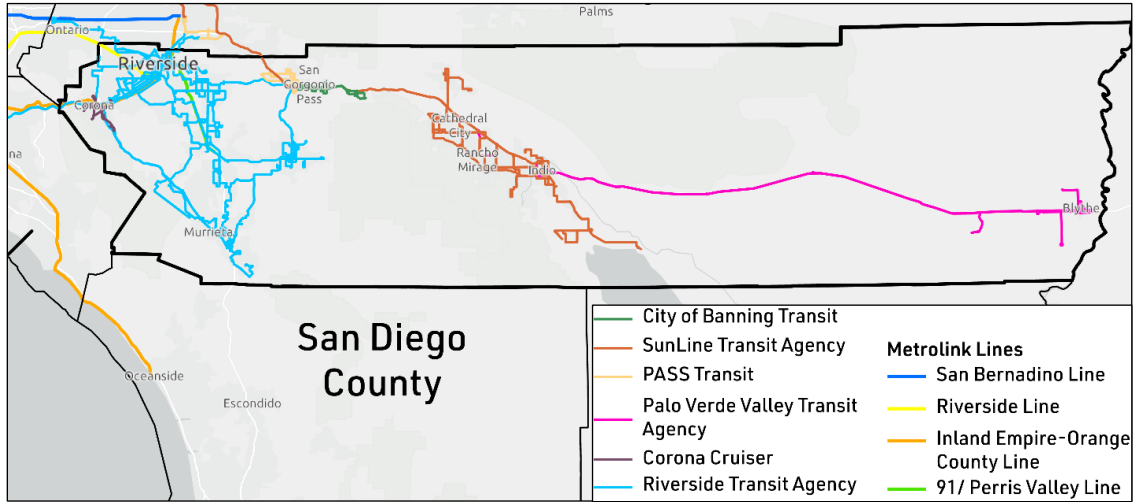 Palms
Ontario
Riverside
San
Gorgonio
Pass
Corona
Cathedral
City
Rancho
Mirage
Indio
na
Blythe
Murrieta
San Diego
County
Oceanside
Escondido
City of Banning Transit
SunLine Transit Agency
PASS Transit
Palo Verde Valley Transit
Agency
Corona Cruiser
Riverside Transit Agency
Metrolink Lines
San Bernadino Line
Riverside Line
Inland Empire-Orange
County Line
91/ Perris Valley Line